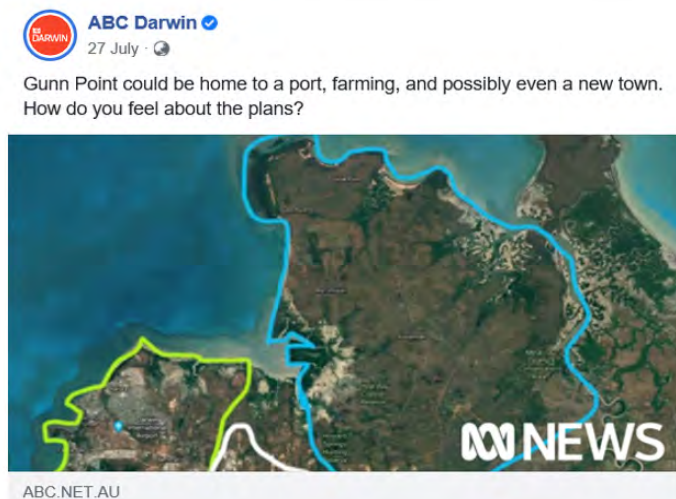 DARWIN
ABC Darwin
27 July
Gunn Point could be home to a port, farming, and possibly even a new town.
How do you feel about the plans?
NEWS
ABC.NET.AU